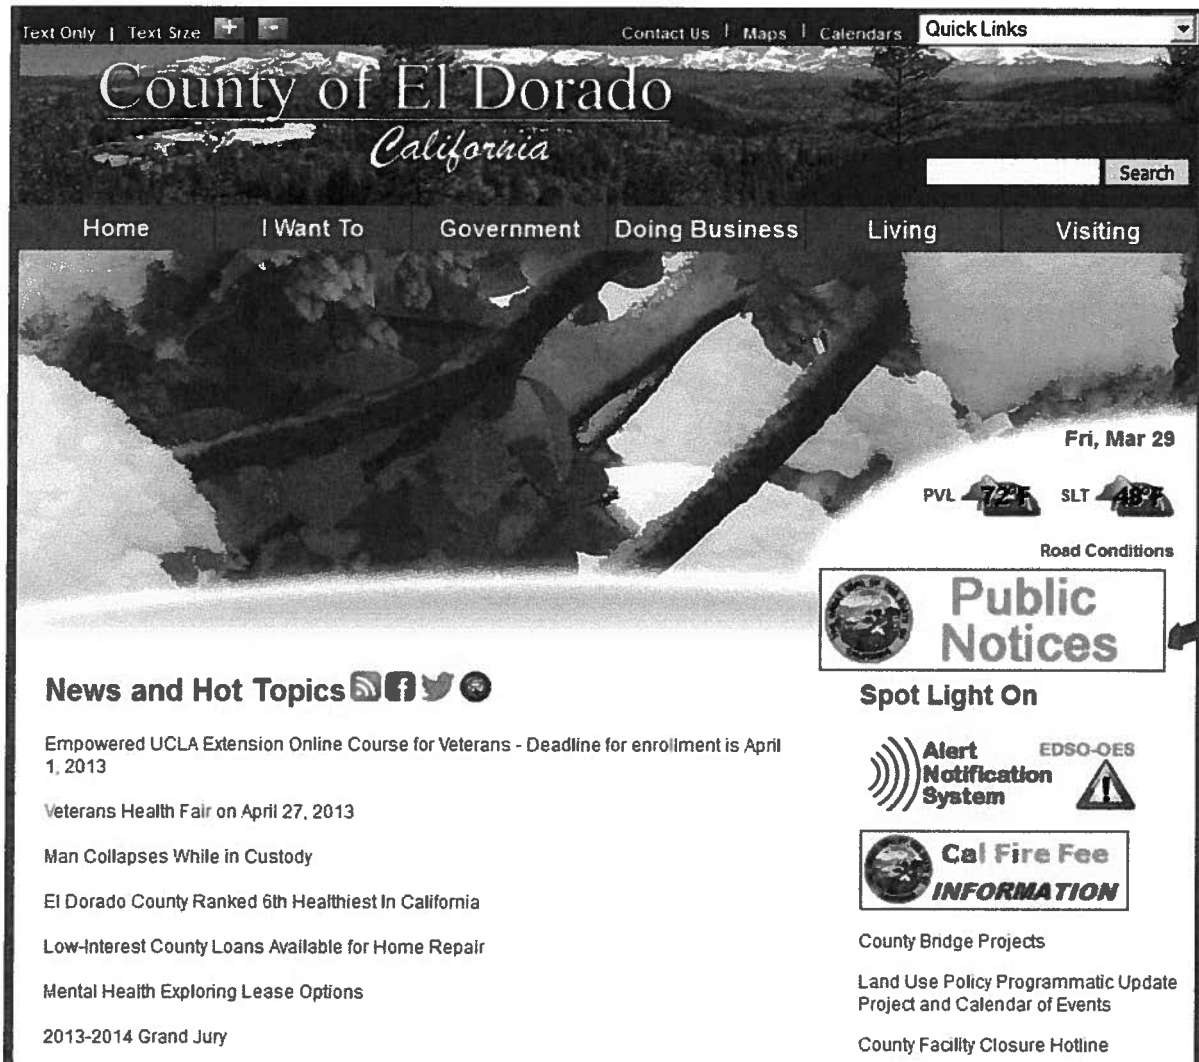 Text Only | Text Size + -
Contact Us | Maps | Calendars Quick Links
County of El Dorado
California
Search
Home I Want To Government Doing Business Living Visiting
Fri, Mar 29
PVL 72°F SLT 48°F
Road Conditions
Public
Notices
News and Hot Topics
Empowered UCLA Extension Online Course for Veterans - Deadline for enrollment is April
1, 2013
Veterans Health Fair on April 27, 2013
Man Collapses While in Custody
El Dorado County Ranked 6th Healthiest In California
Low-Interest County Loans Available for Home Repair
Mental Health Exploring Lease Options
2013-2014 Grand Jury
Spot Light On
Alert
Notification
System
EDSO-OES
Cal Fire Fee
INFORMATION
County Bridge Projects
Land Use Policy Programmatic Update
Project and Calendar of Events
County Facility Closure Hotline